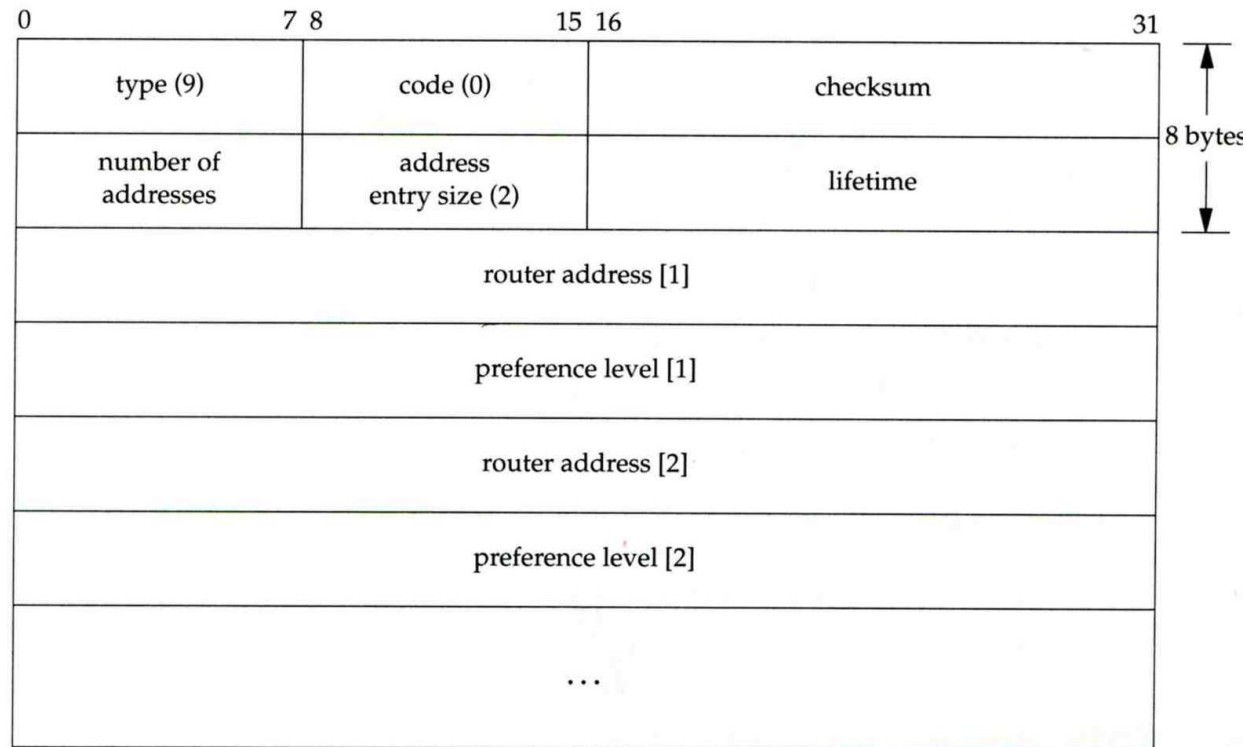 0 7 8 15 16 31
type (9) code (0) checksum
8 bytes
number of address lifetime
addresses entry size (2)
router address [1]
preference level [1]
router address [2]
preference level [2]
...